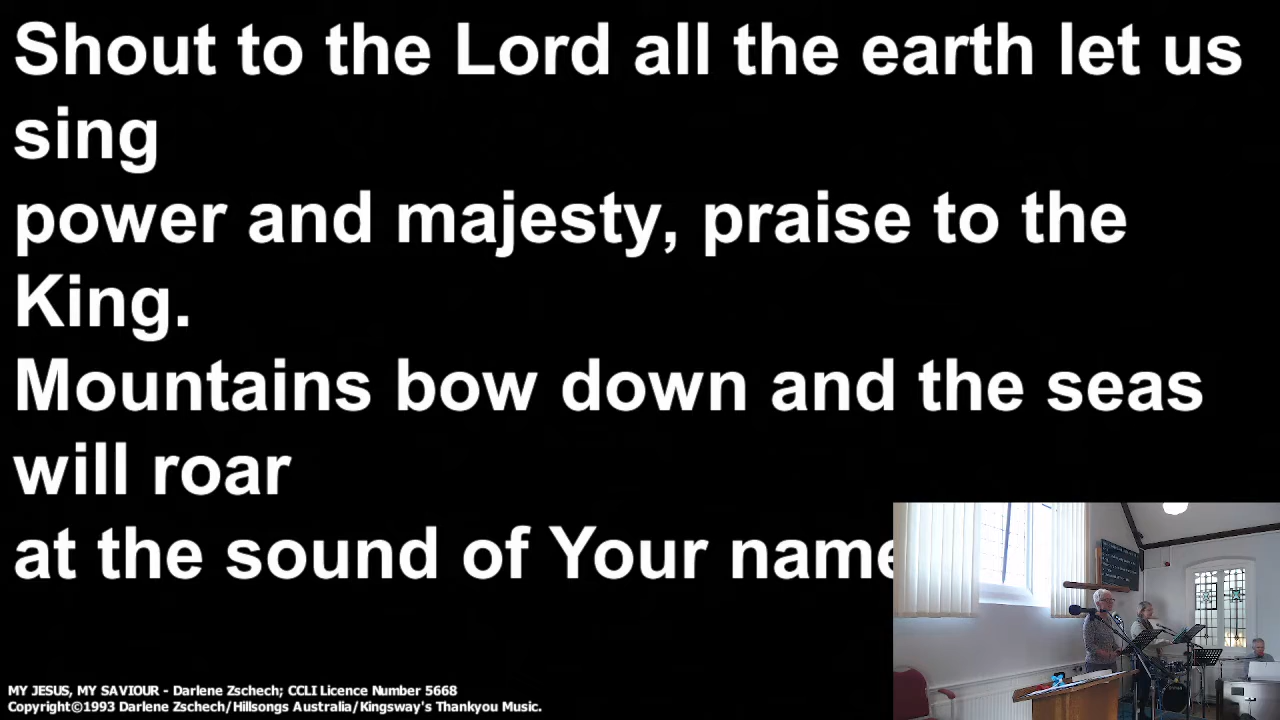 Shout to the Lord all the earth let us
sing
power and majesty, praise to the
King.
Mountains bow down and the seas
will roar
at the sound of Your name
MY JESUS, MY SAVIOUR - Darlene Zschech; CCLI Licence Number 5668
Copyright©1993 Darlene Zschech/Hillsongs Australia/Kingsway's Thankyou Music.